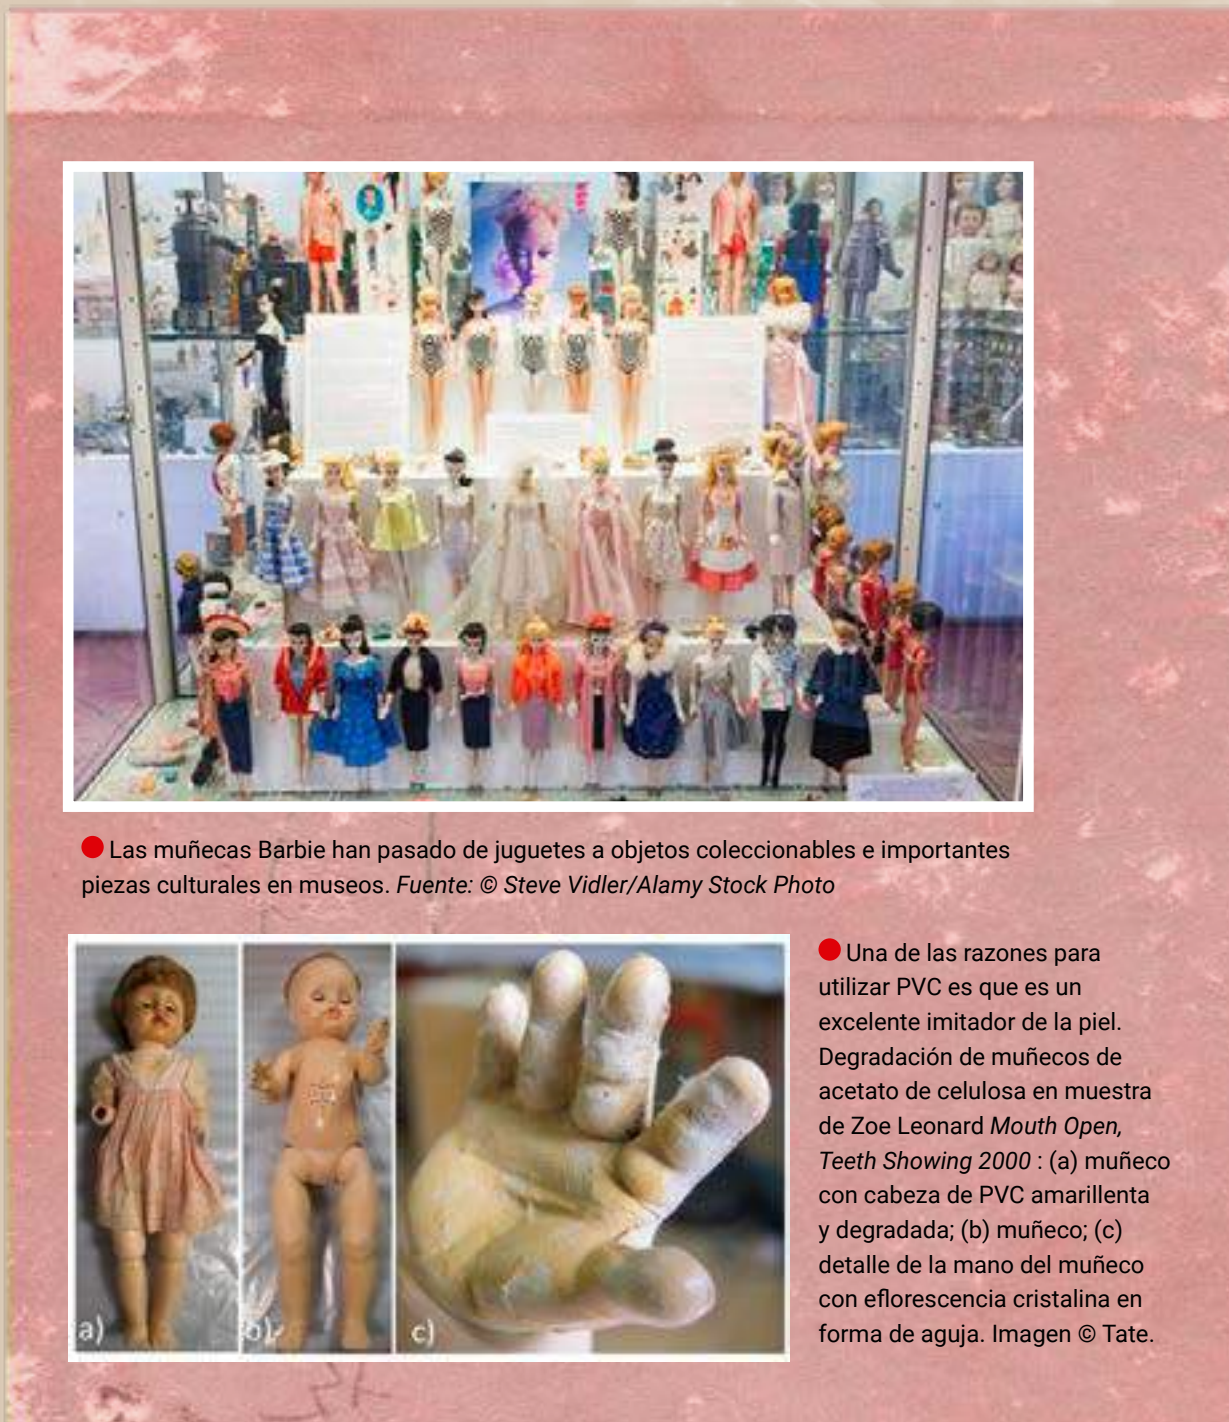 Las muñecas Barbie han pasado de juguetes a objetos coleccionables e importantes
piezas culturales en museos. Fuente: © Steve Vidler/Alamy Stock Photo
Una de las razones para
utilizar PVC es que es un
excelente imitador de la piel.
Degradación de muñecos de
acetato de celulosa en muestra
de Zoe Leonard Mouth Open,
Teeth Showing 2000 : (a) muñeco
con cabeza de PVC amarillenta
y degradada; (b) muñeco; (c)
detalle de la mano del muñeco
con eflorescencia cristalina en
forma de aguja. Imagen © Tate.
a)
b)
c)